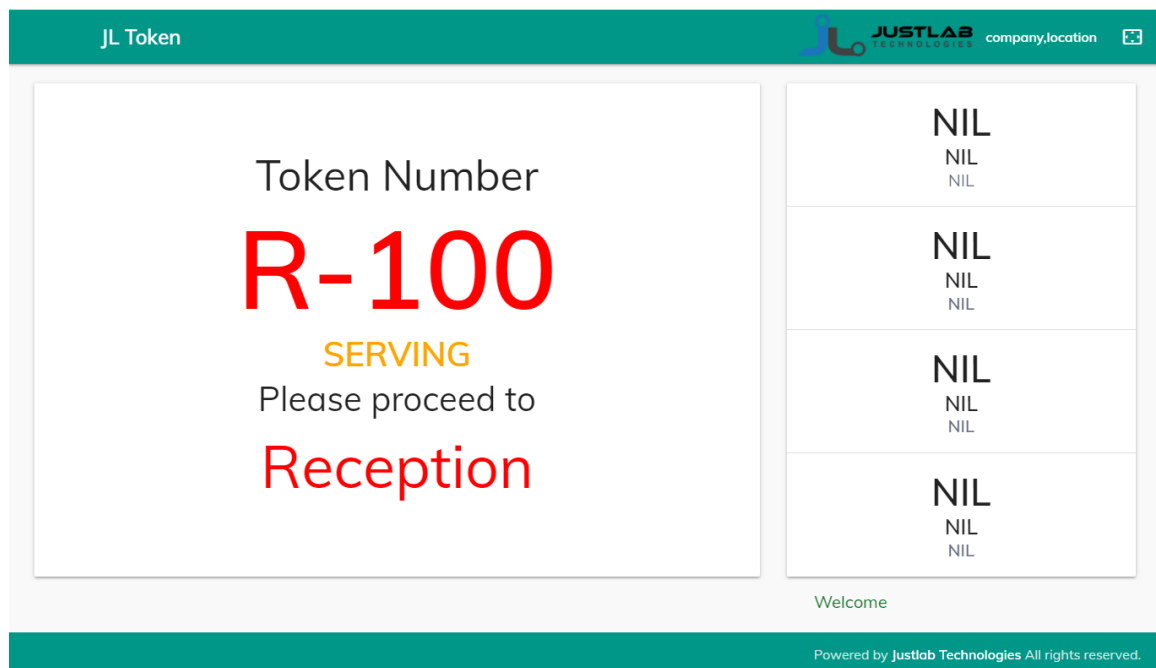 JL Token
JUSTLAB
TECHNOLOGIES
company,location
Token Number
R-100
SERVING
Please proceed to
Reception
NIL
NIL
NIL
NIL
NIL
NIL
NIL
NIL
NIL
NIL
NIL
NIL
Welcome
Powered by Justlab Technologies All rights reserved.